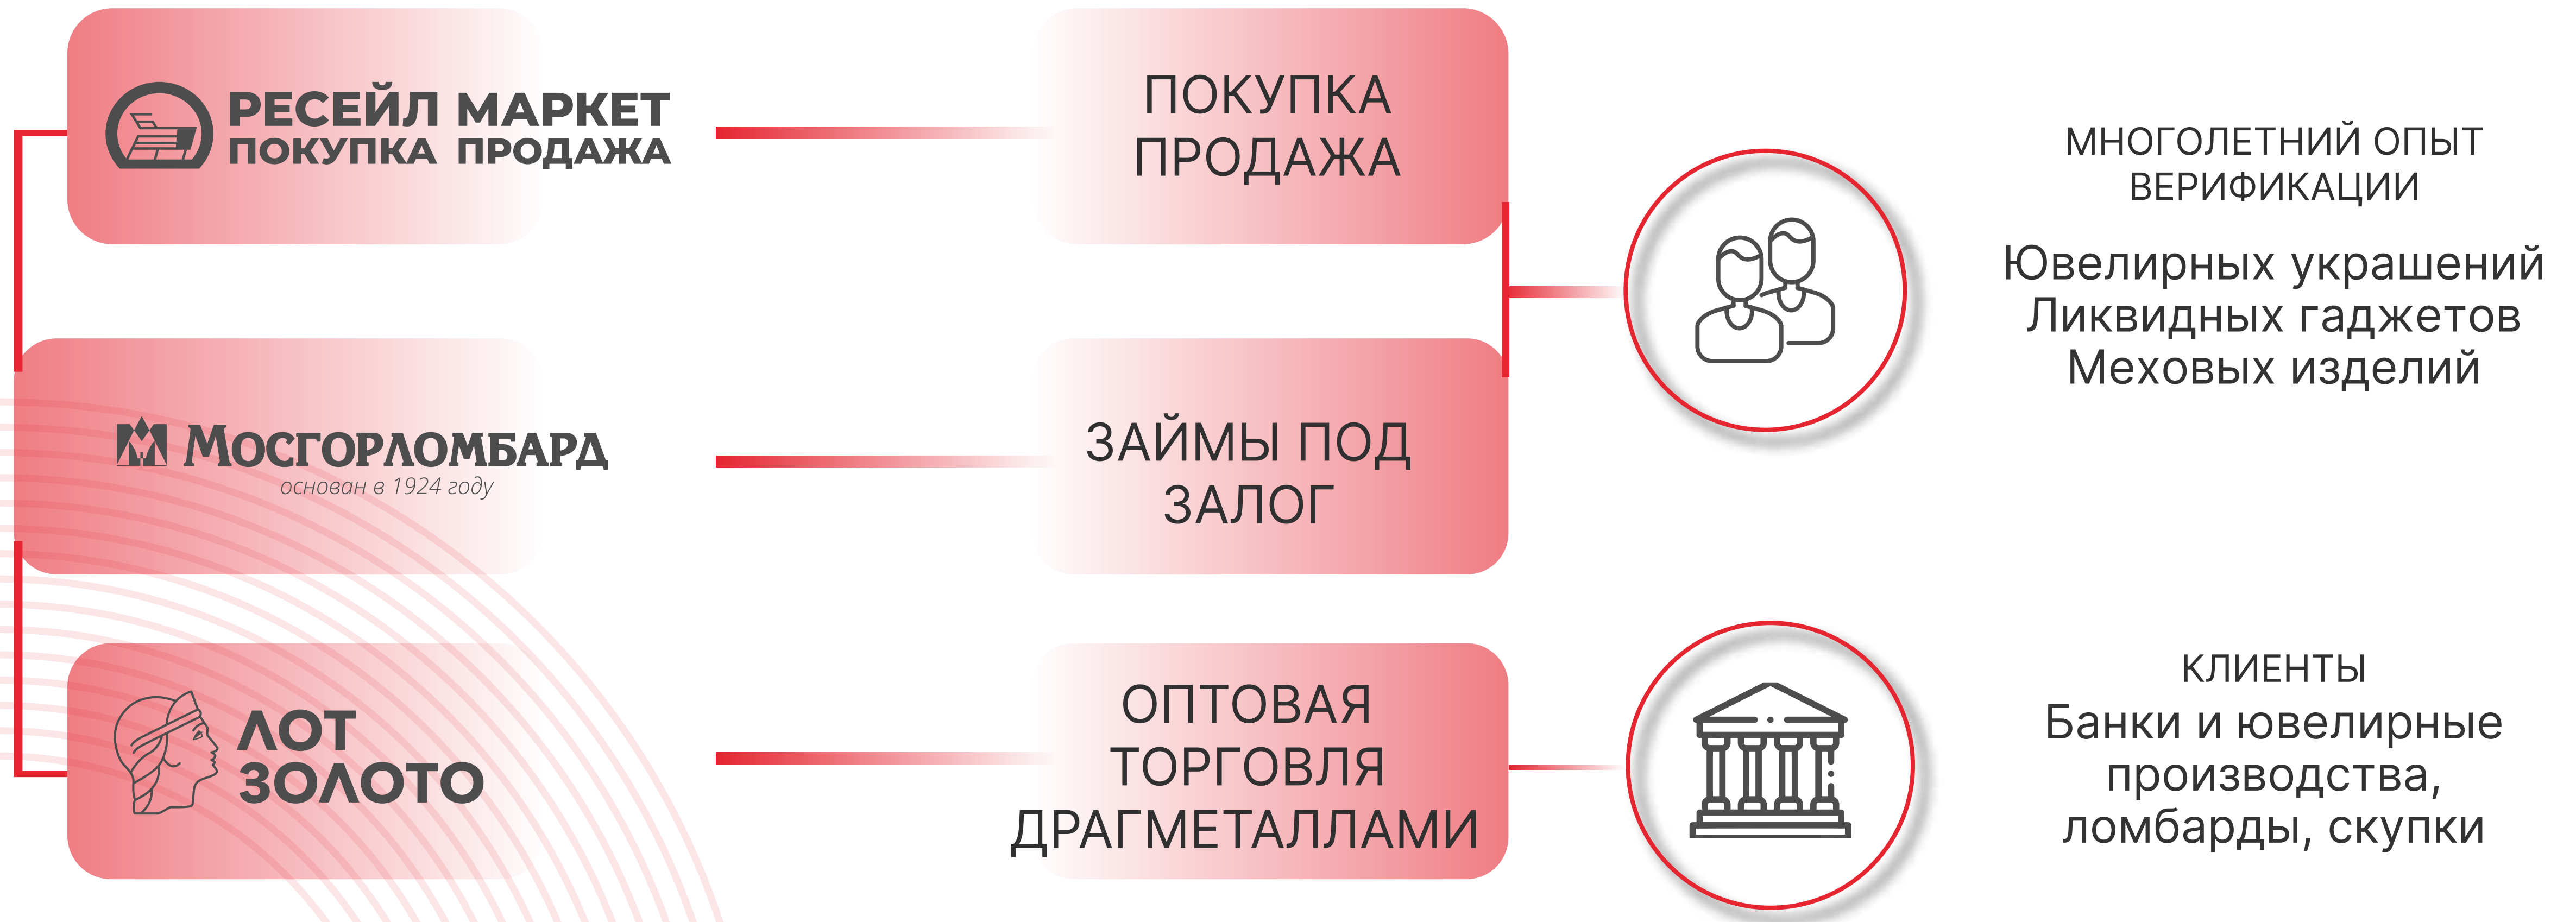 РЕСЕЙЛ МАРКЕТ
ПОКУПКА ПРОДАЖА
ПОКУПКА
ПРОДАЖА
МНОГОЛЕТНИЙ ОПЫТ
ВЕРИФИКАЦИИ
Ювелирных украшений
Ликвидных гаджетов
Меховых изделий
МОСГОРЛОМБАРД
основан в 1924 году
ЗАЙМЫ ПОД
ЗАЛОГ
ЛОТ
ЗОЛОТО
ОПТОВАЯ
ТОРГОВЛЯ
ДРАГМЕТАЛЛАМИ
КЛИЕНТЫ
Банки и ювелирные
производства,
ломбарды, скупки